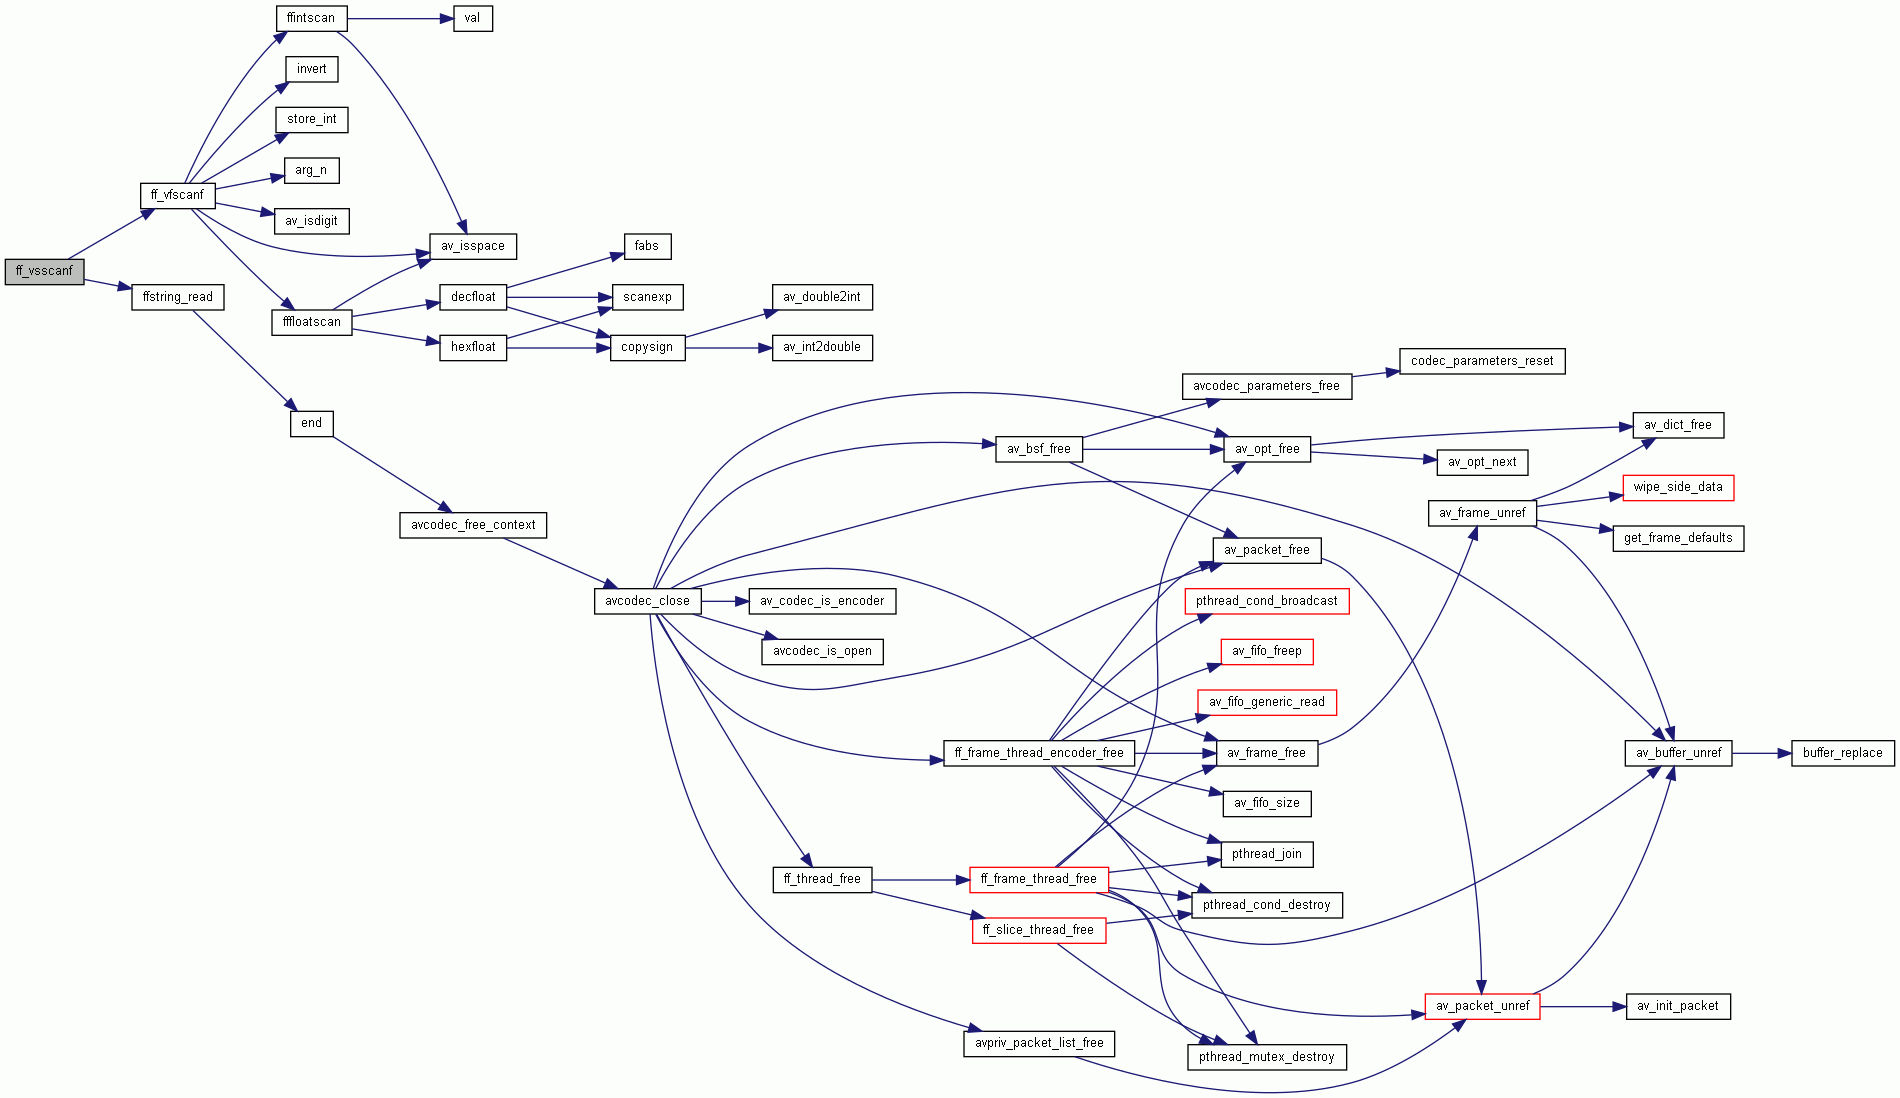 ffintscan
val
invert
store_int
arg_n
ff_vfscanf
av_isdigit
av_isspace
fabs
ff_vsscanf
ffstring_read
decfloat
scanexp
av_double2int
fffloatscan
hexfloat
copysign
av_int2double
codec_parameters_reset
avcodec_parameters_free
end
av_dict_free
av_bsf_free
av_opt_free
av_opt_next
wipe_side_data
av_frame_unref
avcodec_free_context
get_frame_defaults
av_packet_free
avcodec_close
av_codec_is_encoder
pthread_cond_broadcast
avcodec_is_open
av_fifo_freep
av_fifo_generic_read
ff_frame_thread_encoder_free
av_frame_free
av_buffer_unref
buffer_replace
av_fifo_size
pthread_join
ff_thread_free
ff_frame_thread_free
pthread_cond_destroy
ff_slice_thread_free
av_packet_unref
av_init_packet
avpriv_packet_list_free
pthread_mutex_destroy